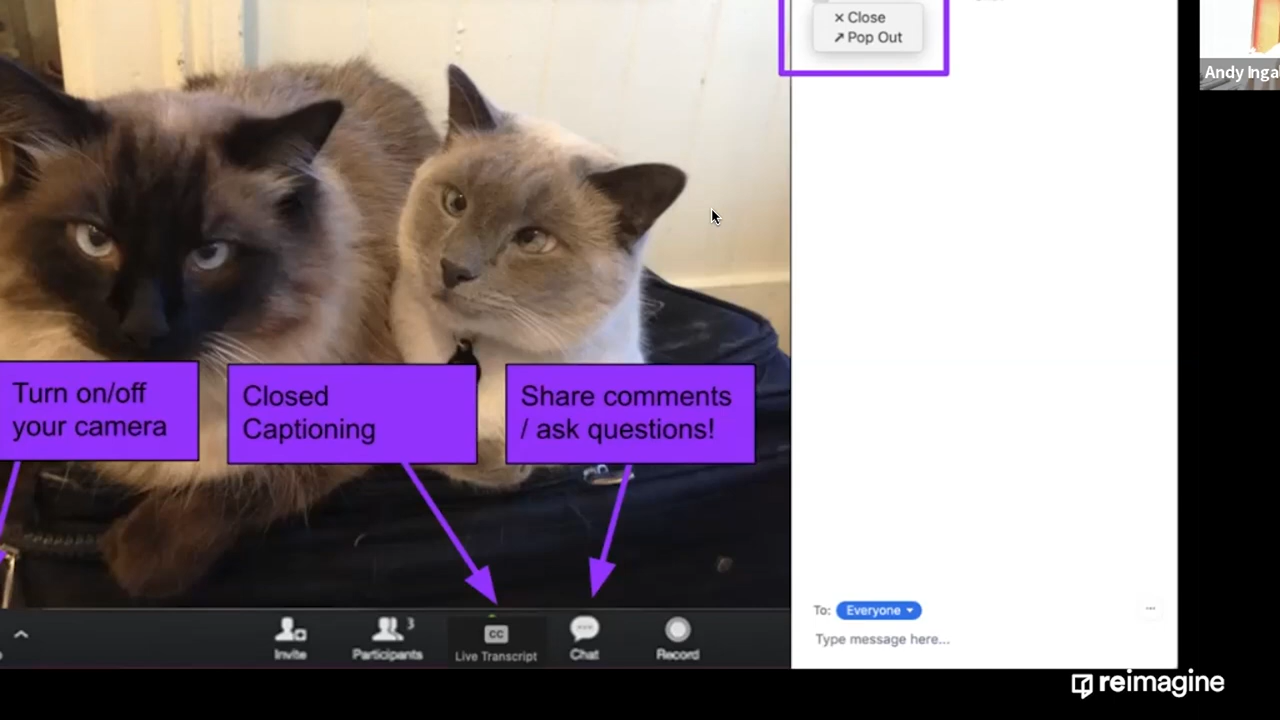 × Close
↗ Pop Out
Andy Inga
Turn on/off
your camera
Closed
Captioning
Share comments
/ ask questions!
3
Invite
Participants
CC
Live Transcript
Chat
Record
To: Everyone
Type message here...
reimagine